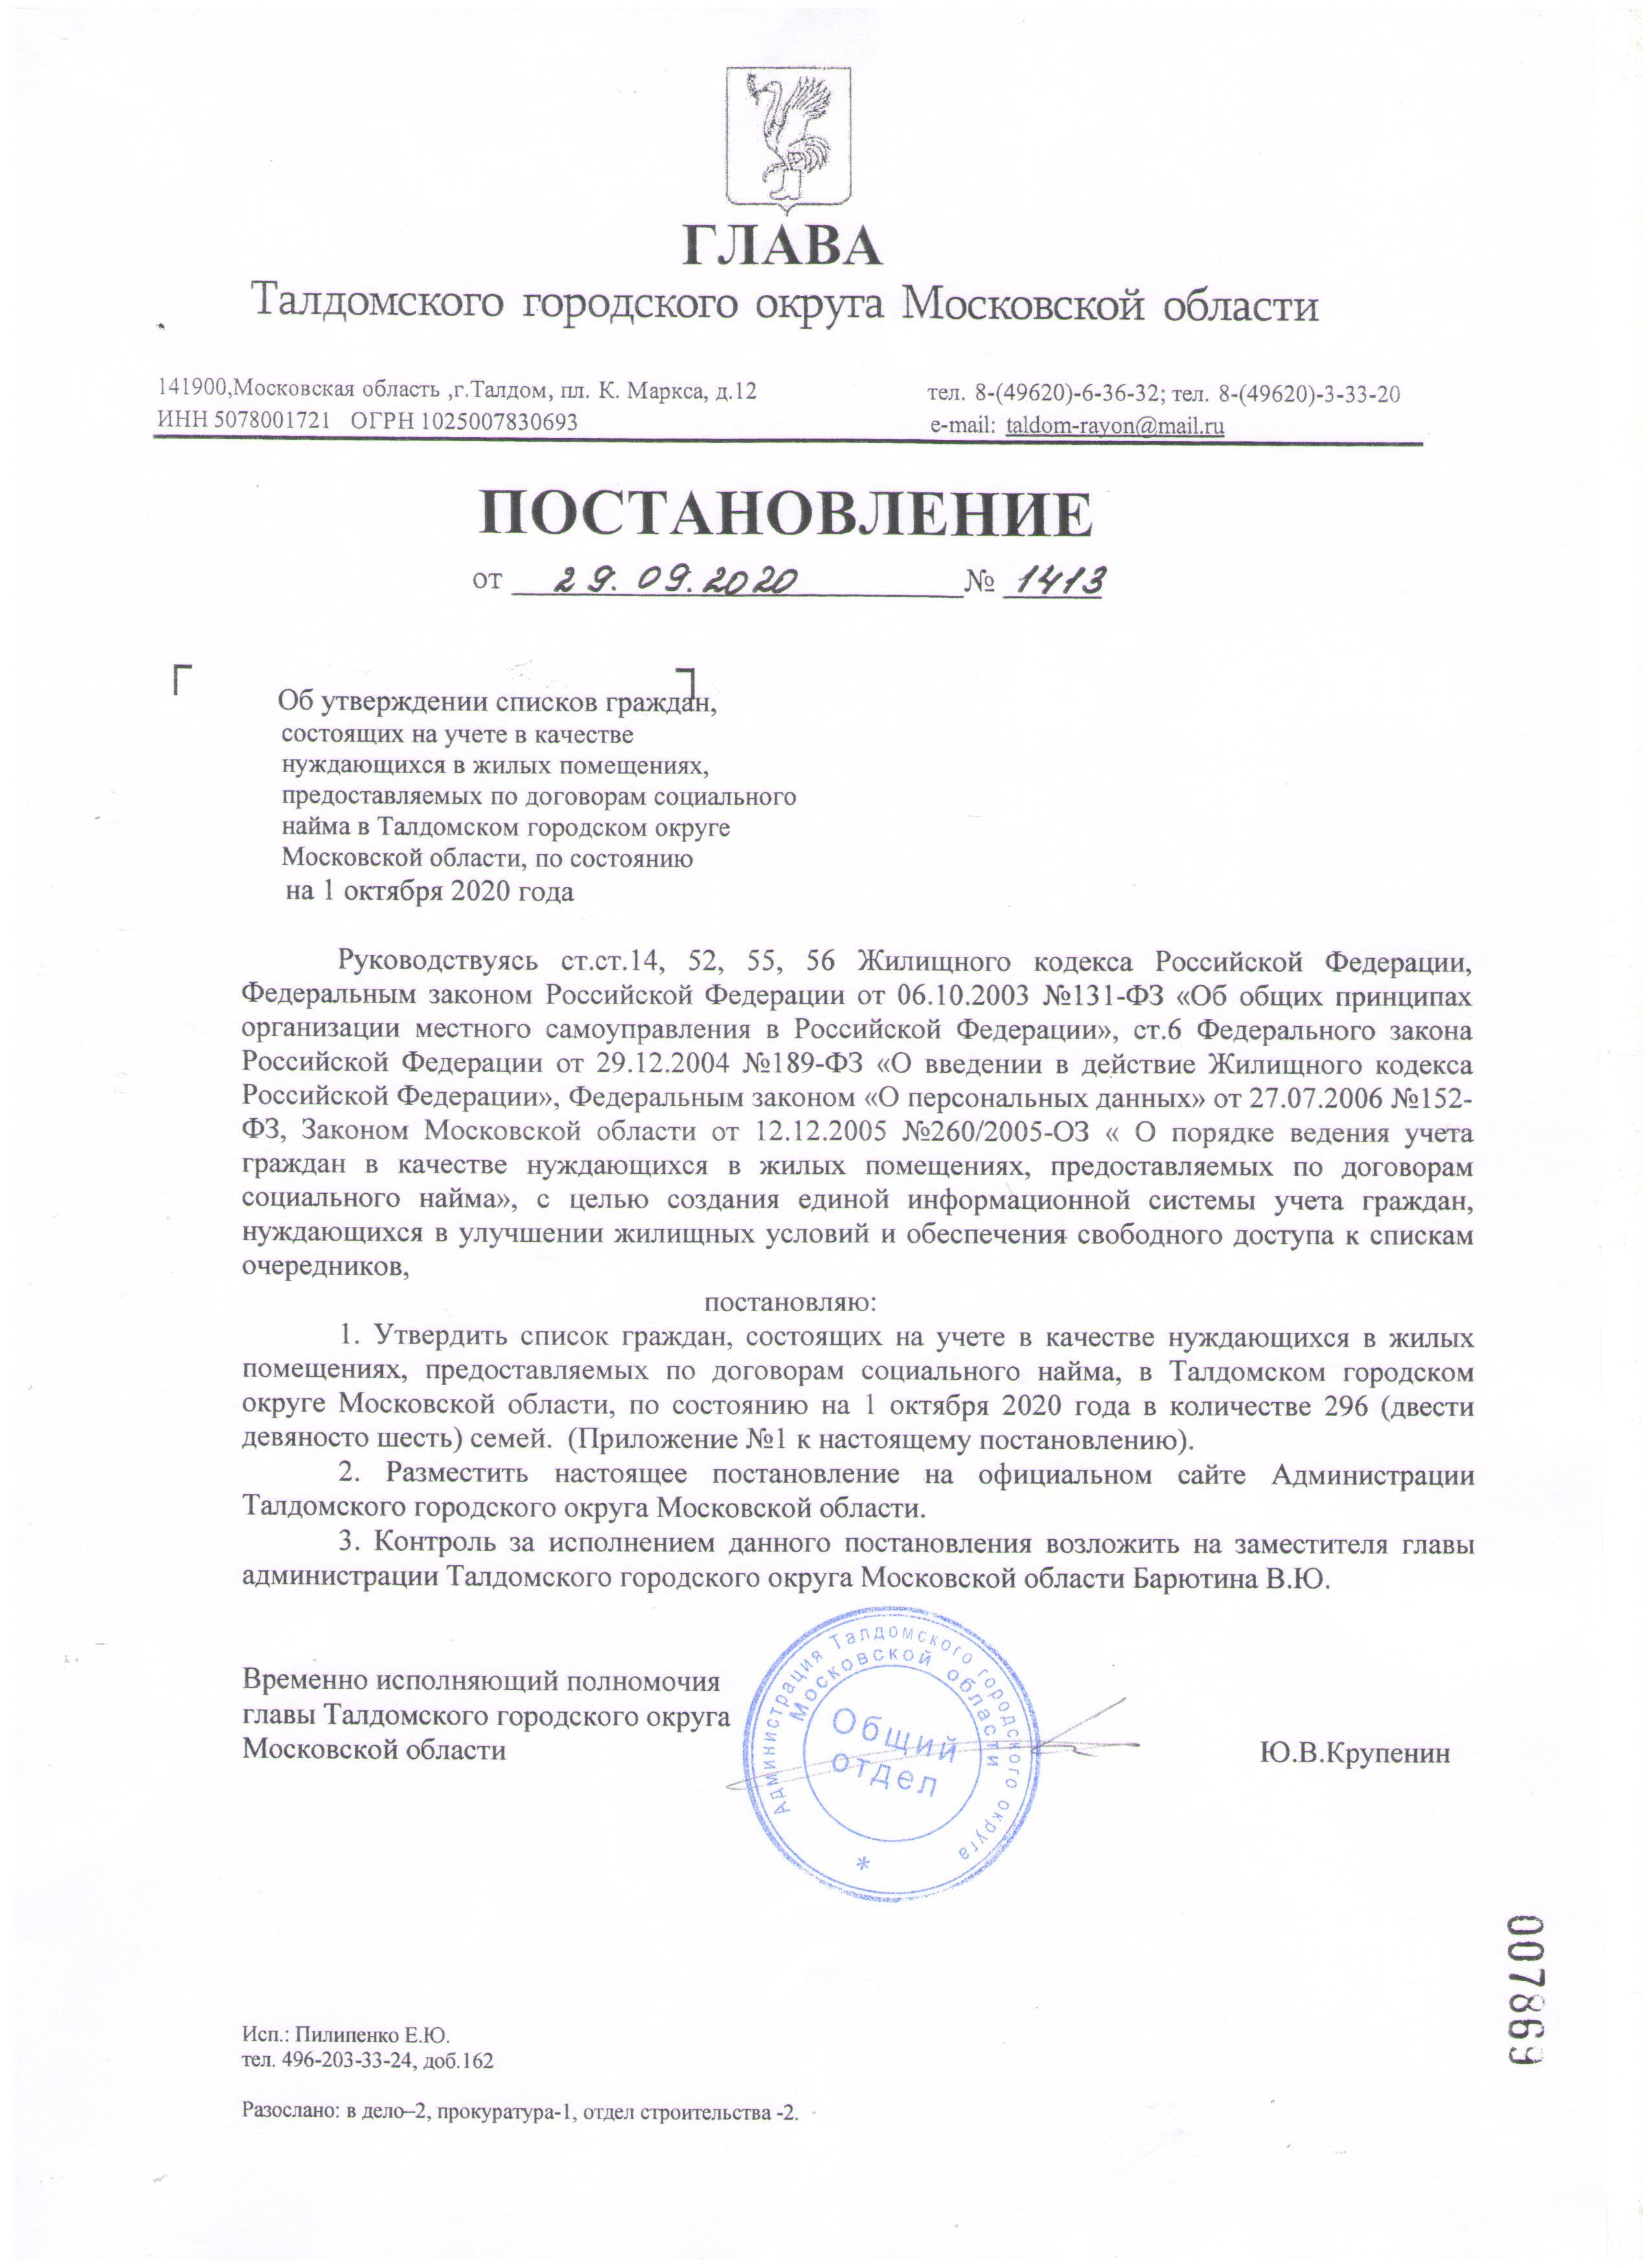 ГЛАВА
Талдомского городского округа Московской области
141900,Московская область ,г.Талдом, пл. К. Маркса, д.12
тел. 8-(49620)-6-36-32; тел. 8-(49620)-3-33-20
ИНН 5078001721 ОГРН 1025007830693
e-mail: taldom-rayon@mail.ru
ПОСТАНОВЛЕНИЕ
от 29.09.2020 № 1413
Об утверждении списков граждан,
состоящих на учете в качестве
нуждающихся в жилых помещениях,
предоставляемых по договорам социального
найма в Талдомском городском округе
Московской области, по состоянию
на 1 октября 2020 года
Руководствуясь ст.ст.14, 52, 55, 56 Жилищного кодекса Российской Федерации,
Федеральным законом Российской Федерации от 06.10.2003 №131-ФЗ «Об общих принципах
организации местного самоуправления в Российской Федерации», ст.6 Федерального закона
Российской Федерации от 29.12.2004 №189-ФЗ «О введении в действие Жилищного кодекса
Российской Федерации», Федеральным законом «О персональных данных» от 27.07.2006 №152-
ФЗ, Законом Московской области от 12.12.2005 №260/2005-ОЗ « О порядке ведения учета
граждан в качестве нуждающихся в жилых помещениях, предоставляемых по договорам
социального найма», с целью создания единой информационной системы учета граждан,
нуждающихся в улучшении жилищных условий и обеспечения свободного доступа к спискам
очередников,
постановляю:
1. Утвердить список граждан, состоящих на учете в качестве нуждающихся в жилых
помещениях, предоставляемых по договорам социального найма, в Талдомском городском
округе Московской области, по состоянию на 1 октября 2020 года в количестве 296 (двести
девяносто шесть) семей. (Приложение №1 к настоящему постановлению).
2. Разместить настоящее постановление на официальном сайте Администрации
Талдомского городского округа Московской области.
3. Контроль за исполнением данного постановления возложить на заместителя главы
администрации Талдомского городского округа Московской области Барютина В.Ю.
Временно исполняющий полномочия
главы Талдомского городского округа
Московской области
Ю.В.Крупенин
Администрация Талдомского городского округа
Московской области
Общий
отдел
*
007869
Исп.: Пилипенко Е.Ю.
тел. 496-203-33-24, доб.162
Разослано: в дело–2, прокуратура-1, отдел строительства -2.